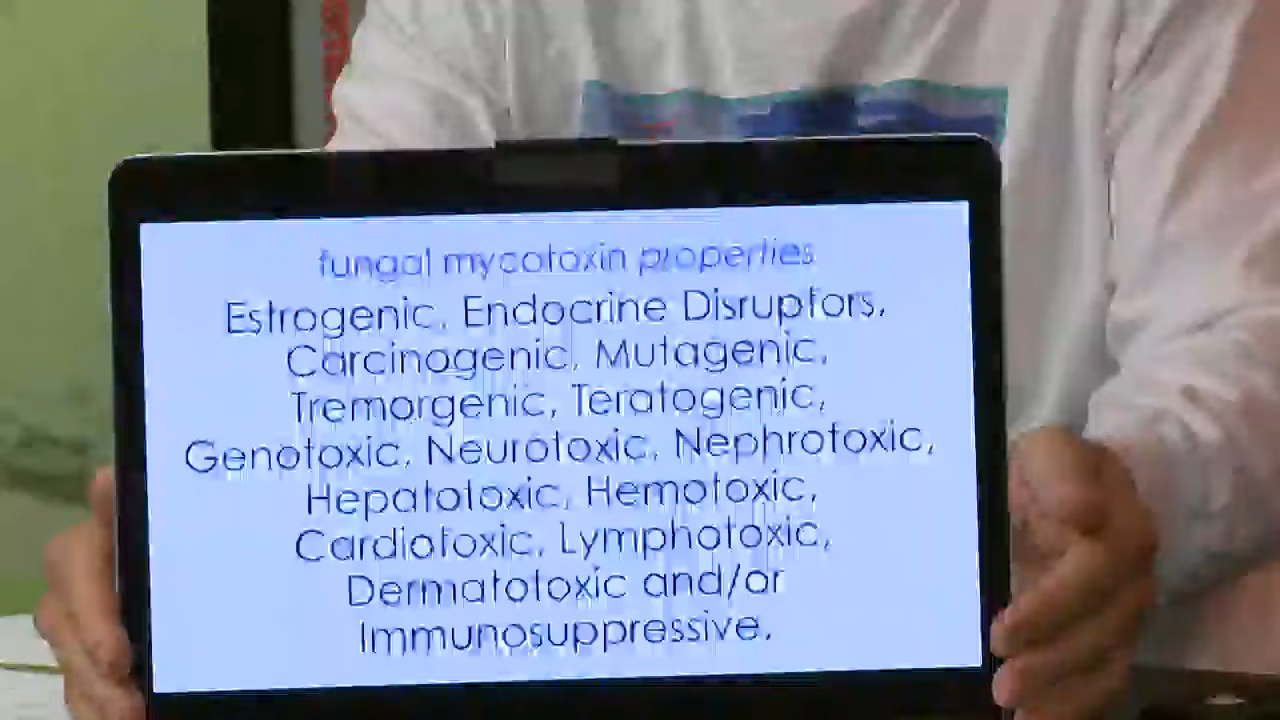 fungal mycotoxin properties
Estrogenic, Endocrine Disruptors,
Carcinogenic, Mutagenic,
Tremorgenic, Teratogenic,
Genotoxic, Neurotoxic, Nephrotoxic,
Hepatotoxic, Hemotoxic,
Cardiotoxic, Lymphotoxic,
Dermatotoxic and/or
Immunosuppressive.